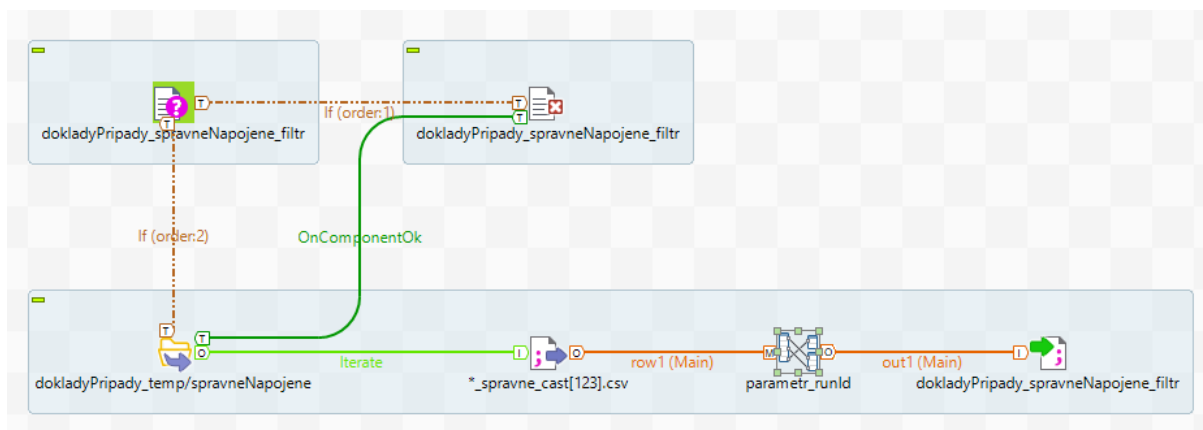 T
T
If (order:1)
T
T
dokladyPripady_spravneNapojene_filtr
dokladyPripady_spravneNapojene_filtr
If (order:2)
OnComponentOk
T
T
O
Iterate
I
O
row1 (Main)
M
O
out1 (Main)
I
dokladyPripady_temp/spravneNapojene
*_spravne_cast[123].csv
parametr_runId
dokladyPripady_spravneNapojene_filtr